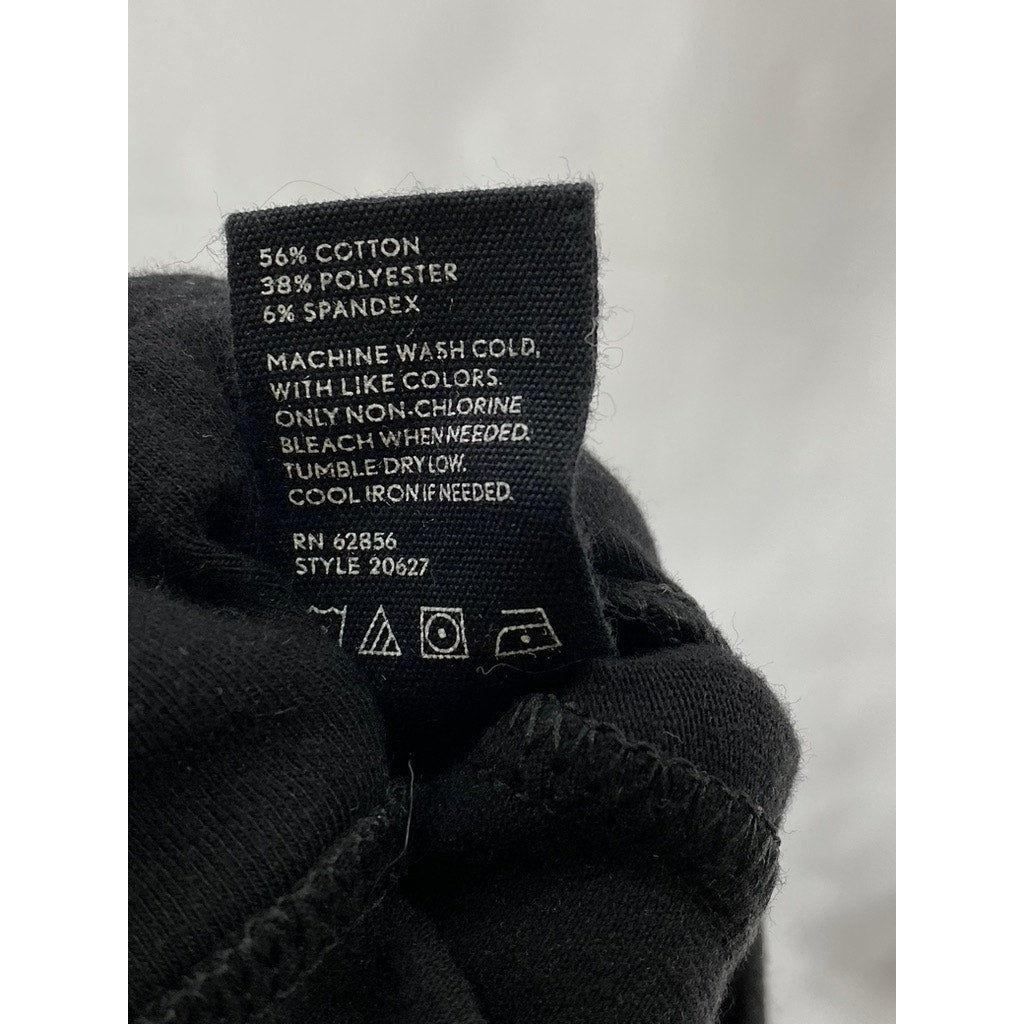 56% COTTON
38% POLYESTER
6% SPANDEX
MACHINE WASH COLD,
WITH LIKE COLORS.
ONLY NON-CHLORINE
BLEACH WHEN NEEDED.
TUMBLE DRY LOW.
COOL IRON IF NEEDED.
RN 62856
STYLE 20627